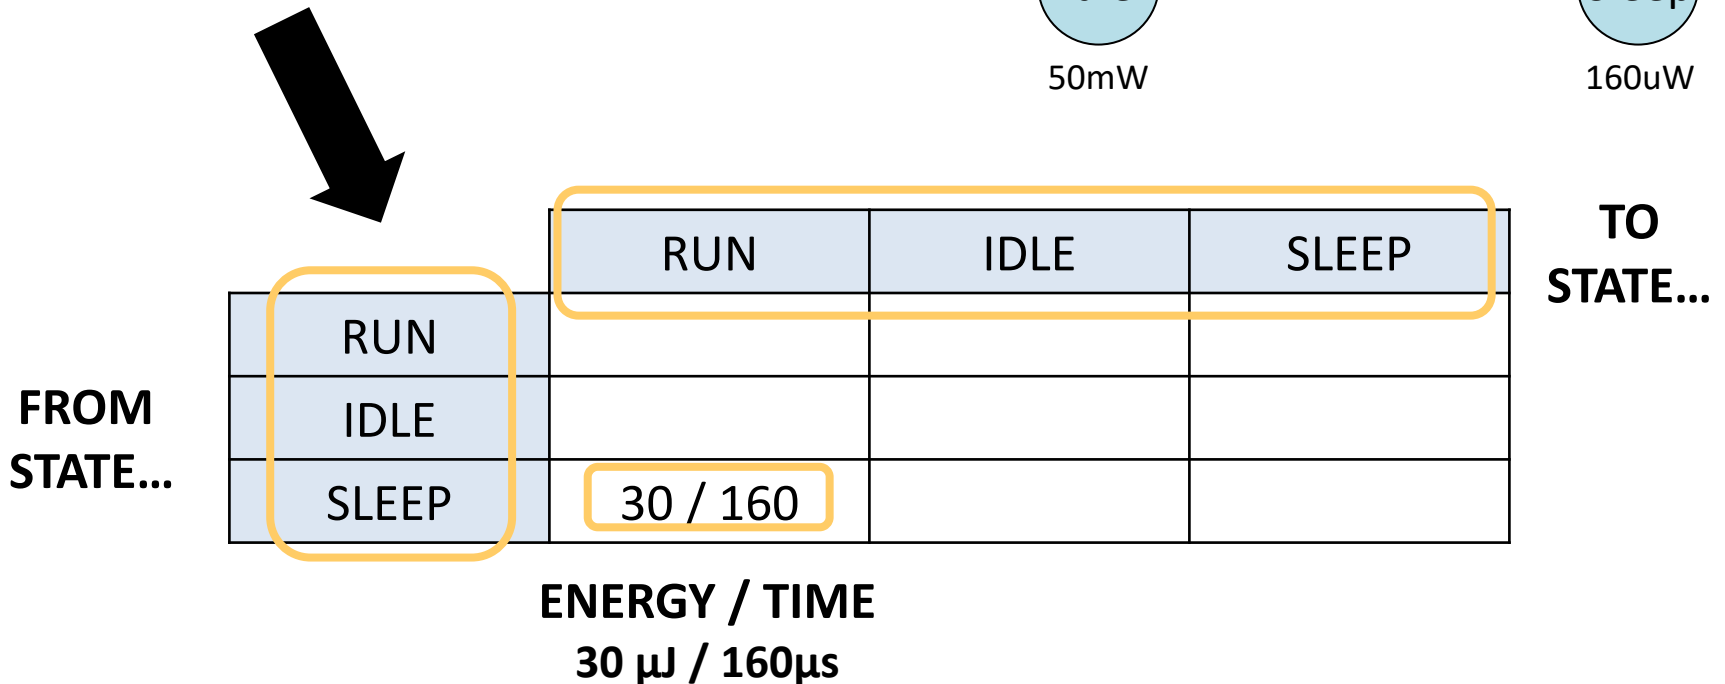 50mW
160uW
RUN IDLE SLEEP
TO
STATE…
RUN
IDLE
FROM
STATE…
SLEEP 30 / 160
ENERGY / TIME
30 µJ / 160µs